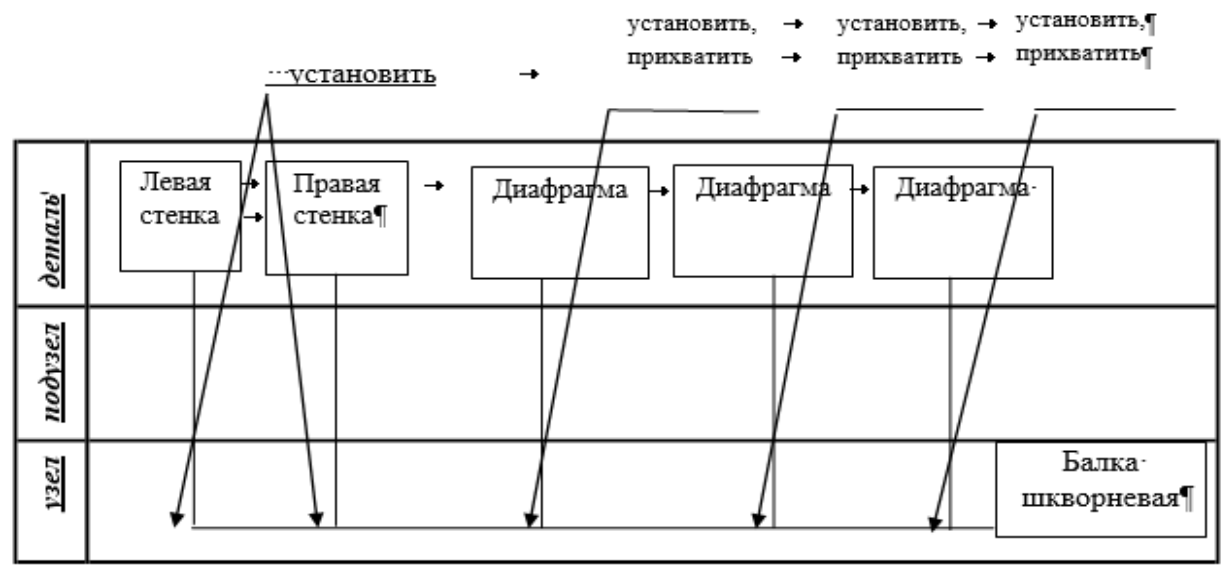 установить, → установить, → установить,¶
прихватить → прихватить → прихватить¶
установить →
деталь
Левая → Правая →
стенка → стенка¶
Диафрагма → Диафрагма → Диафрагма
подузел
узел
Балка
шкворневая¶